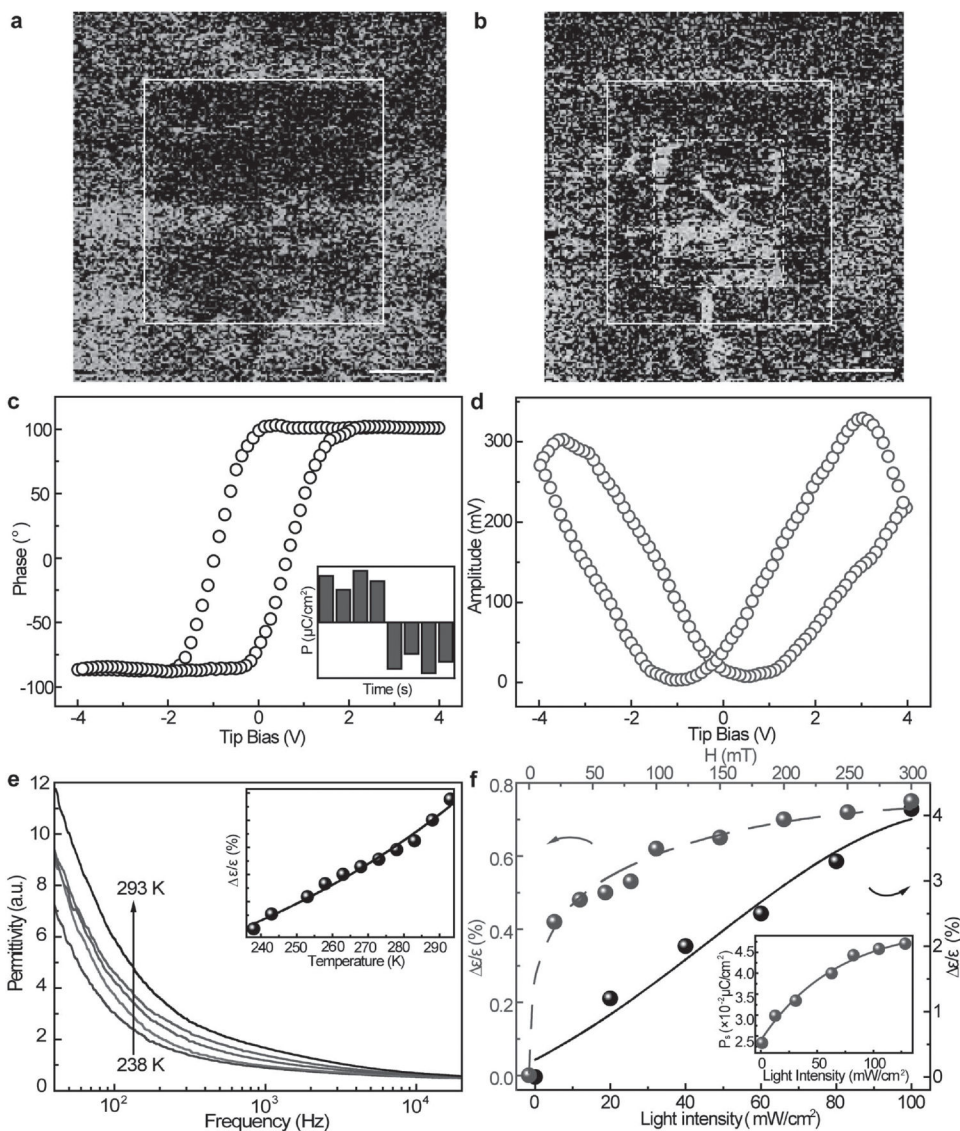 a
b
c
100
50
0
-50
-100
Phase (°)
-4 -2 0 2 4
Tip Bias (V)
P (μC/cm²)
Time (s)
d
300
200
100
0
Amplitude (mV)
-4 -2 0 2 4
Tip Bias (V)
e
12
10
8
6
4
2
0
Permittivity (a.u.)
293 K
238 K
10² 10³ 10⁴
Frequency (Hz)
Δε/ε (%)
240 250 260 270 280 290
Temperature (K)
f
H (mT)
0 50 100 150 200 250 300
0.8
0.6
0.4
0.2
0.0
Δε/ε (%)
4
3
2
1
0
Δε/ε (%)
0 20 40 60 80 100
Light intensity (mW/cm²)
4.5
3.5
3.0
2.5
Pₛ (×10⁻²μC/cm²)
0 50 100
Light Intensity (mW/cm²)